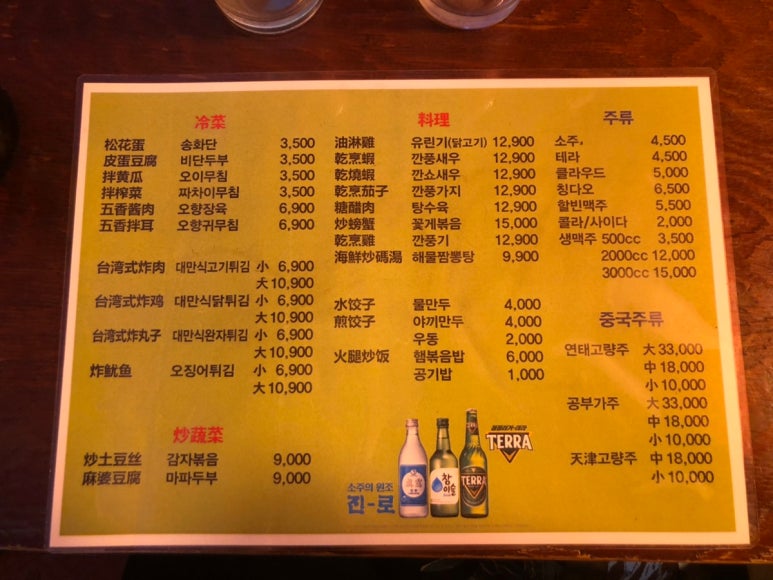 冷菜
松花蛋 송화단 3,500
皮蛋豆腐 비단두부 3,500
拌黄瓜 오이무침 3,500
拌榨菜 짜차이무침 3,500
五香酱肉 오향장육 6,900
五香拌耳 오향귀무침 6,900
台湾式炸肉 대만식고기튀김 小 6,900
大 10,900
台湾式炸鸡 대만식닭튀김 小 6,900
大 10,900
台湾式炸丸子 대만식완자튀김 小 6,900
大 10,900
炸鱿鱼 오징어튀김 小 6,900
大 10,900
炒蔬菜
炒土豆丝 감자볶음 9,000
麻婆豆腐 마파두부 9,000
料理
油淋雞 유린기(닭고기) 12,900
乾烹蝦 깐풍새우 12,900
乾燒蝦 깐쇼새우 12,900
乾烹茄子 깐풍가지 12,900
糖醋肉 탕수육 12,900
炒螃蟹 꽃게볶음 15,000
乾烹雞 깐풍기 12,900
海鮮炒碼湯 해물짬뽕탕 9,900
水饺子 물만두 4,000
煎饺子 야끼만두 4,000
우동 2,000
火腿炒饭 햄볶음밥 6,000
공기밥 1,000
주류
소주, 4,500
테라 4,500
클라우드 5,000
칭다오 6,500
할빈맥주 5,500
콜라/사이다 2,000
생맥주 500cc 3,500
2000cc 12,000
3000cc 15,000
중국주류
연태고량주 大 33,000
中 18,000
小 10,000
공부가주 大 33,000
中 18,000
小 10,000
天津고량주 中 18,000
小 10,000
소주의 원조
진-로
참이슬
TERRA
TERRA